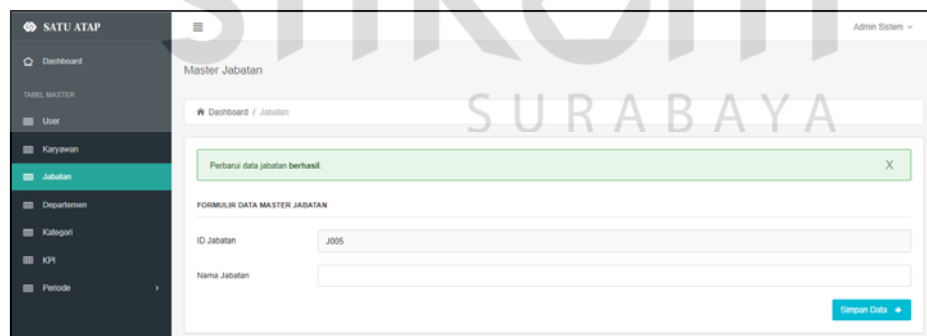 SATU ATAP
Admin Sistem
Dashboard
Master Jabatan
TABEL MASTER
Dashboard / Jabatan
SURABAYA
User
Karyawan
Perbarui data jabatan berhasil.
X
Jabatan
FORMULIR DATA MASTER JABATAN
Departemen
Kategori
ID Jabatan
J005
KPI
Nama Jabatan
Periode
Simpan Data